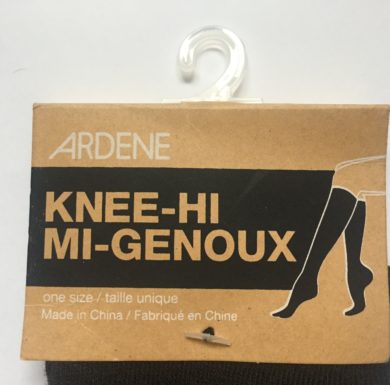 ARDENE
KNEE-HI
MI-GENOUX
one size / taille unique
Made in China / Fabriqué en Chine